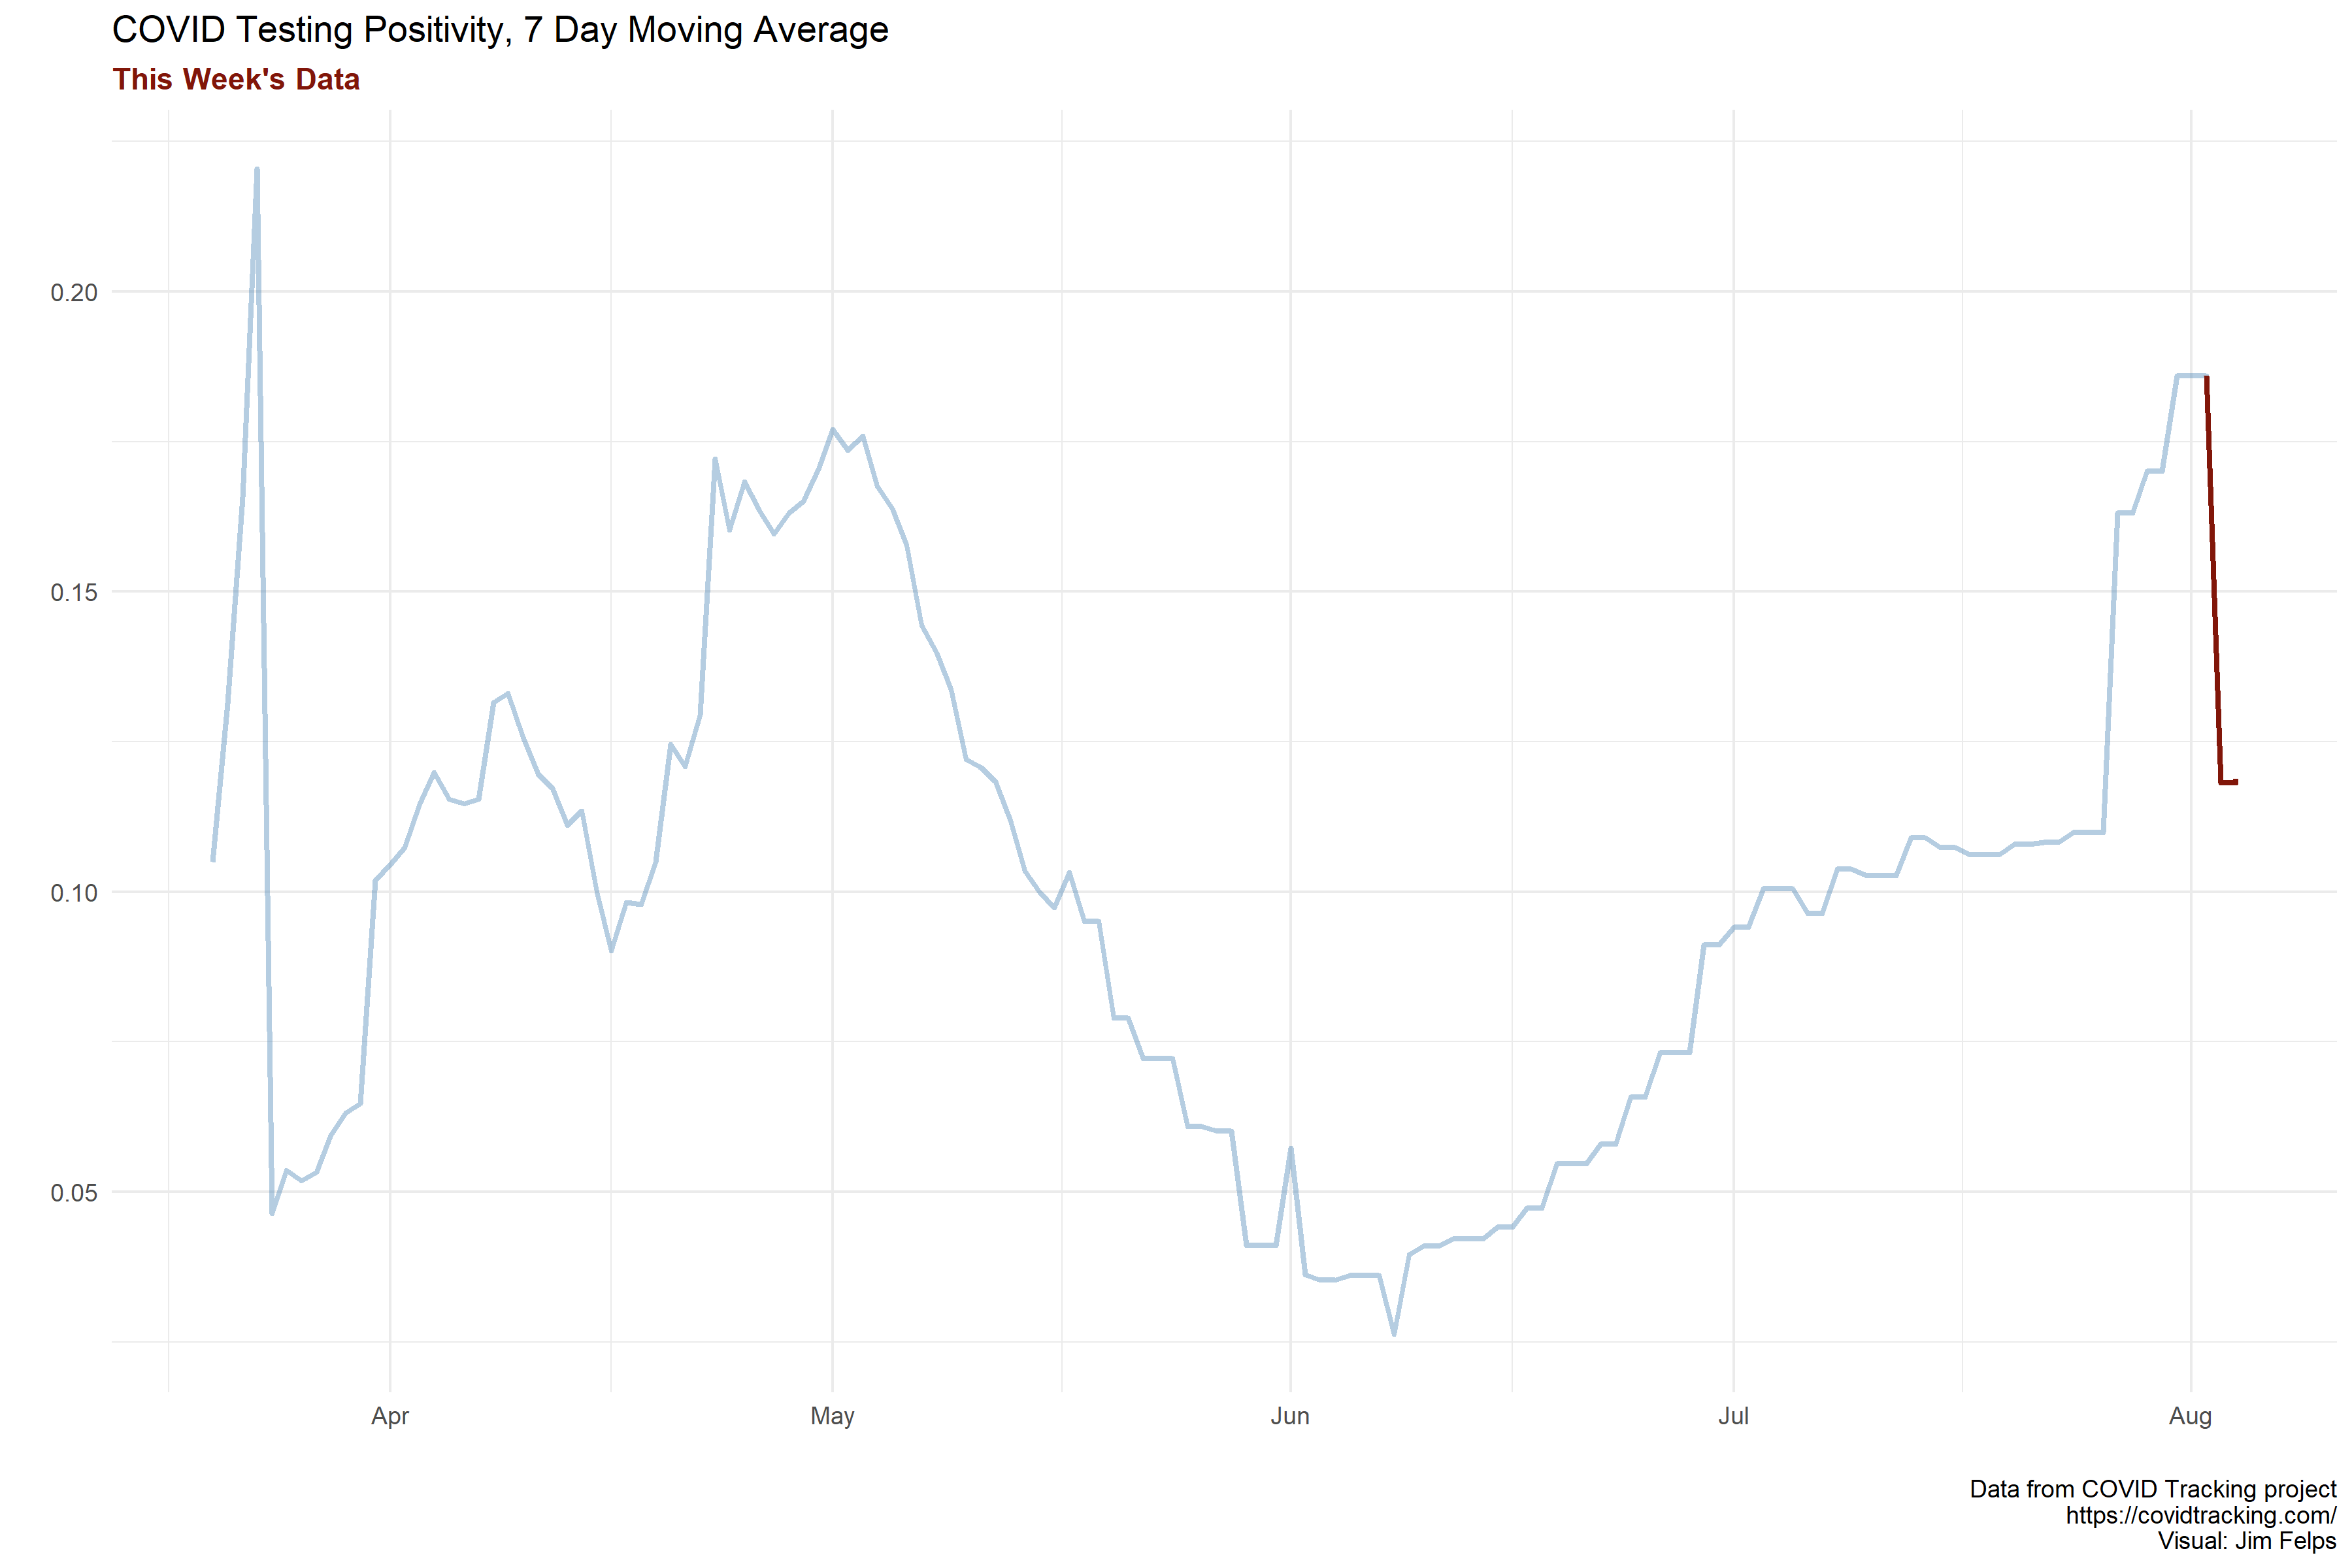 COVID Testing Positivity, 7 Day Moving Average
This Week's Data
0.20
0.15
0.10
0.05
Apr May Jun Jul Aug
Data from COVID Tracking project
https://covidtracking.com/
Visual: Jim Felps